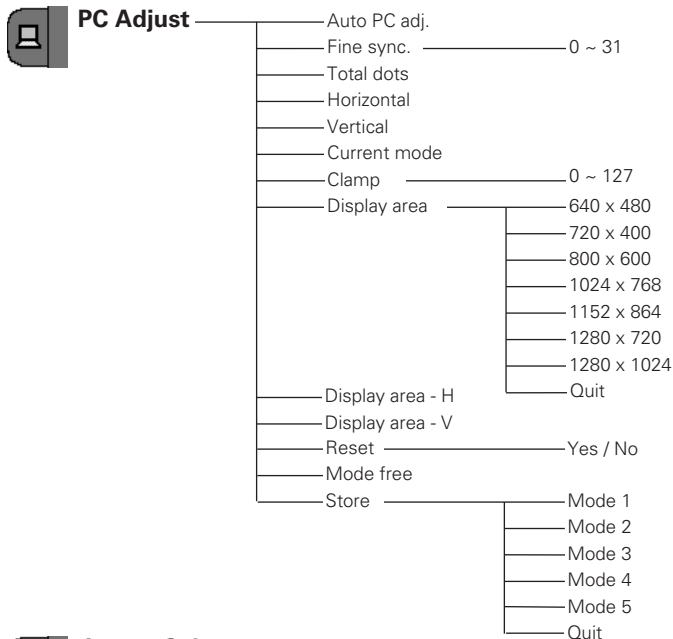 PC Adjust
Auto PC adj.
Fine sync. 0 ~ 31
Total dots
Horizontal
Vertical
Current mode
Clamp 0 ~ 127
Display area 640 x 480
720 x 400
800 x 600
1024 x 768
1152 x 864
1280 x 720
1280 x 1024
Quit
Display area - H
Display area - V
Reset Yes / No
Mode free
Store Mode 1
Mode 2
Mode 3
Mode 4
Mode 5
Quit